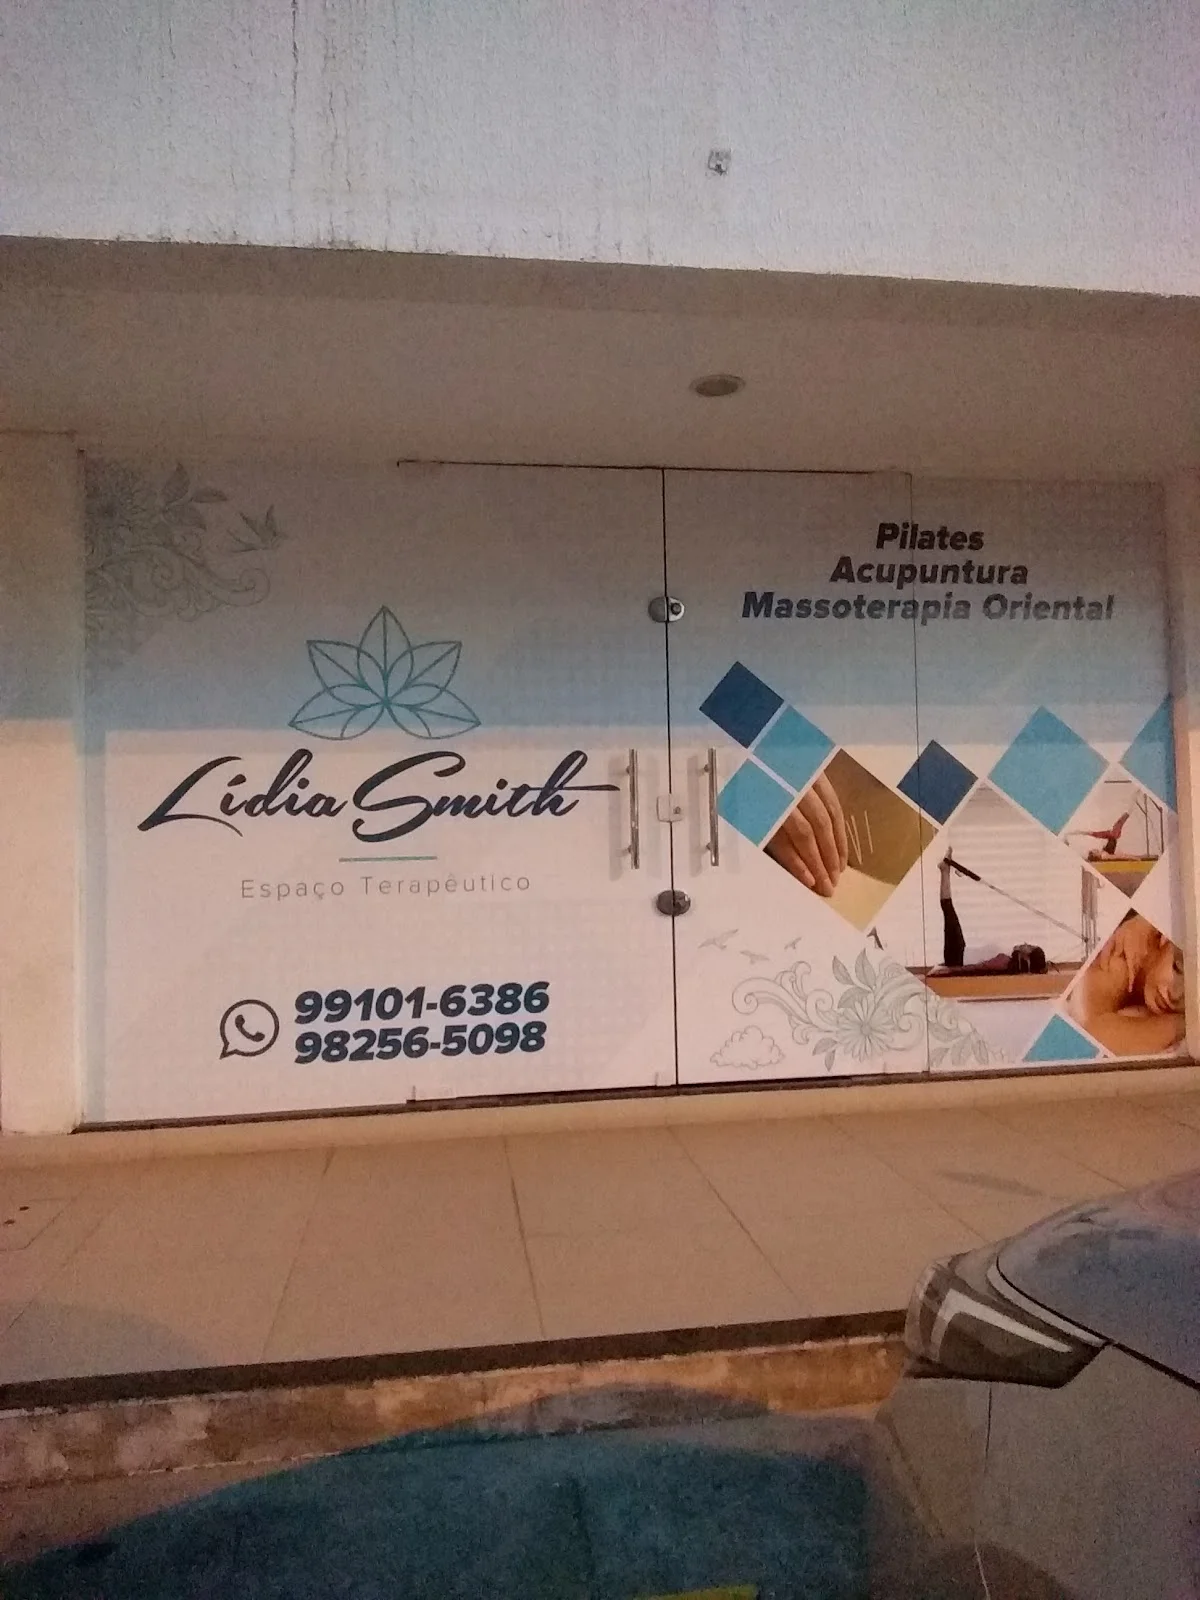 Pilates
Acupuntura
Massoterapia Oriental
Lídia Smith
Espaço Terapêutico
99101-6386
98256-5098